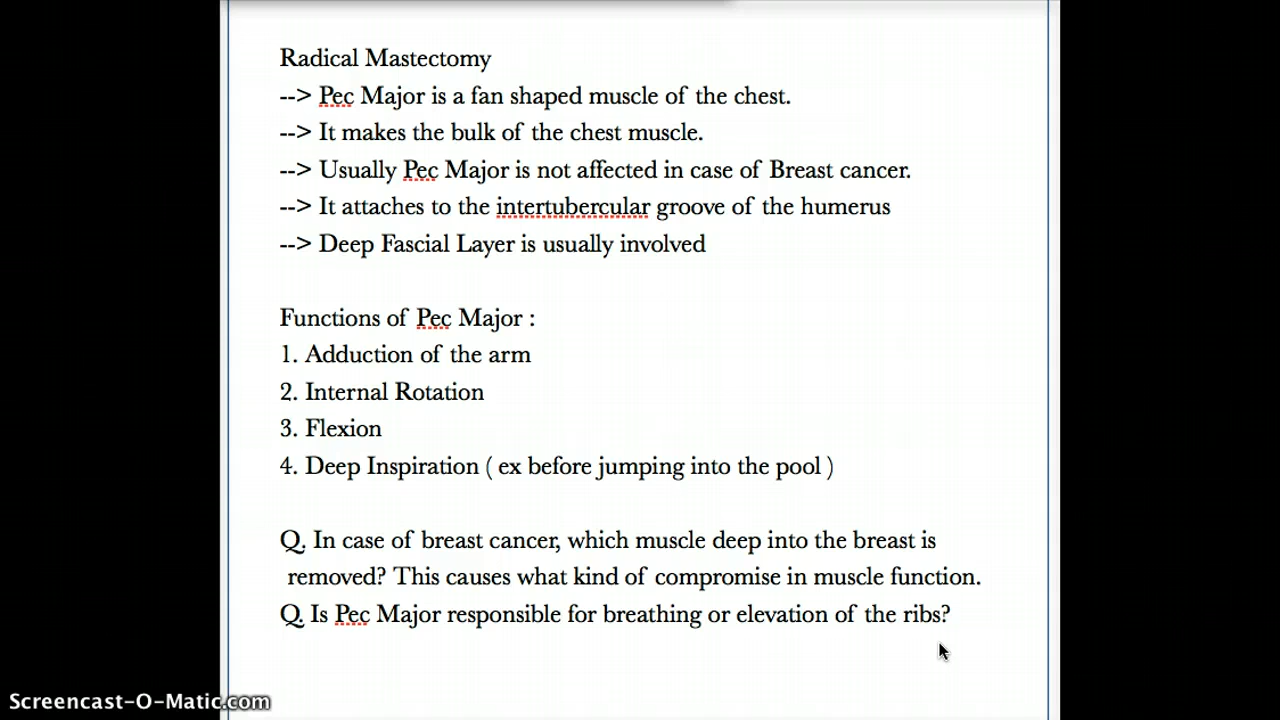 Radical Mastectomy
--> Pec Major is a fan shaped muscle of the chest.
--> It makes the bulk of the chest muscle.
--> Usually Pec Major is not affected in case of Breast cancer.
--> It attaches to the intertubercular groove of the humerus
--> Deep Fascial Layer is usually involved
Functions of Pec Major :
1. Adduction of the arm
2. Internal Rotation
3. Flexion
4. Deep Inspiration ( ex before jumping into the pool )
Q. In case of breast cancer, which muscle deep into the breast is
removed? This causes what kind of compromise in muscle function.
Q. Is Pec Major responsible for breathing or elevation of the ribs?
Screencast-O-Matic.com